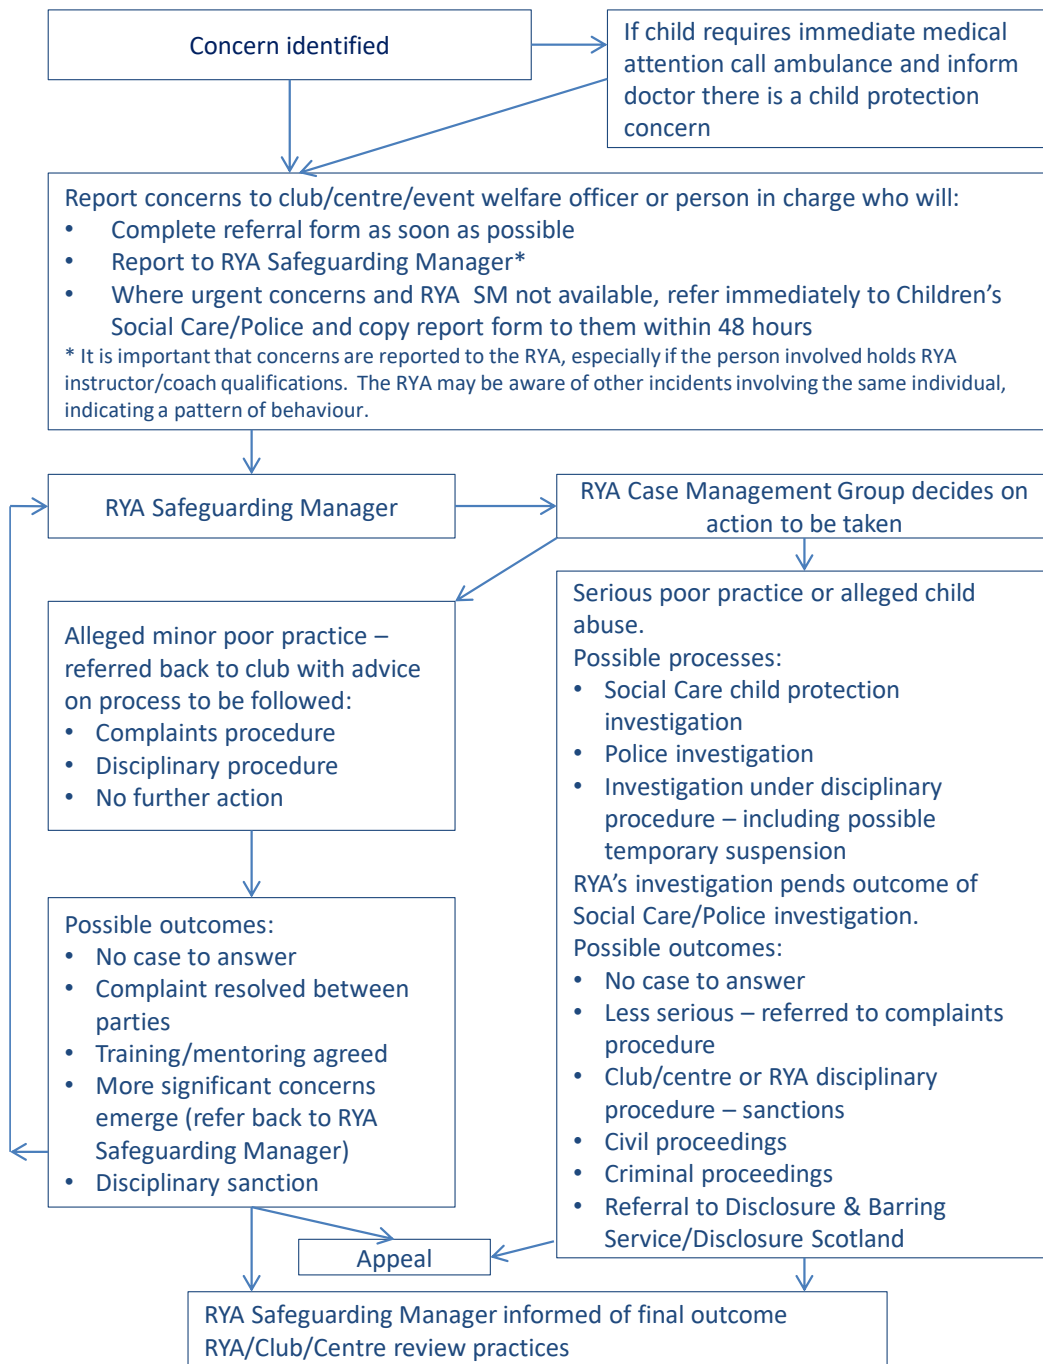 Concern identified
If child requires immediate medical
attention call ambulance and inform
doctor there is a child protection
concern
Report concerns to club/centre/event welfare officer or person in charge who will:
• Complete referral form as soon as possible
• Report to RYA Safeguarding Manager*
• Where urgent concerns and RYA SM not available, refer immediately to Children’s
Social Care/Police and copy report form to them within 48 hours
* It is important that concerns are reported to the RYA, especially if the person involved holds RYA
instructor/coach qualifications. The RYA may be aware of other incidents involving the same individual,
indicating a pattern of behaviour.
RYA Safeguarding Manager
RYA Case Management Group decides on
action to be taken
Alleged minor poor practice –
referred back to club with advice
on process to be followed:
• Complaints procedure
• Disciplinary procedure
• No further action
Serious poor practice or alleged child
abuse.
Possible processes:
• Social Care child protection
investigation
• Police investigation
• Investigation under disciplinary
procedure – including possible
temporary suspension
RYA’s investigation pends outcome of
Social Care/Police investigation.
Possible outcomes:
• No case to answer
• Less serious – referred to complaints
procedure
• Club/centre or RYA disciplinary
procedure – sanctions
• Civil proceedings
• Criminal proceedings
• Referral to Disclosure & Barring
Service/Disclosure Scotland
Possible outcomes:
• No case to answer
• Complaint resolved between
parties
• Training/mentoring agreed
• More significant concerns
emerge (refer back to RYA
Safeguarding Manager)
• Disciplinary sanction
Appeal
RYA Safeguarding Manager informed of final outcome
RYA/Club/Centre review practices